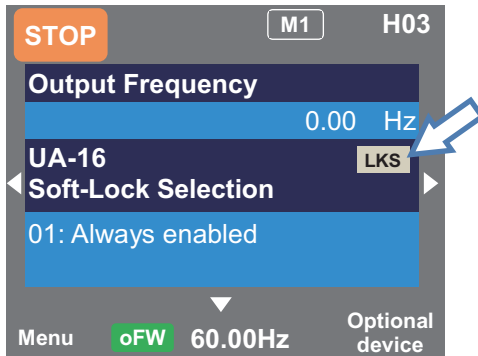 STOP M1 H03
Output Frequency
0.00 Hz
UA-16 LKS
Soft-Lock Selection
01: Always enabled
Menu oFW 60.00Hz Optional device